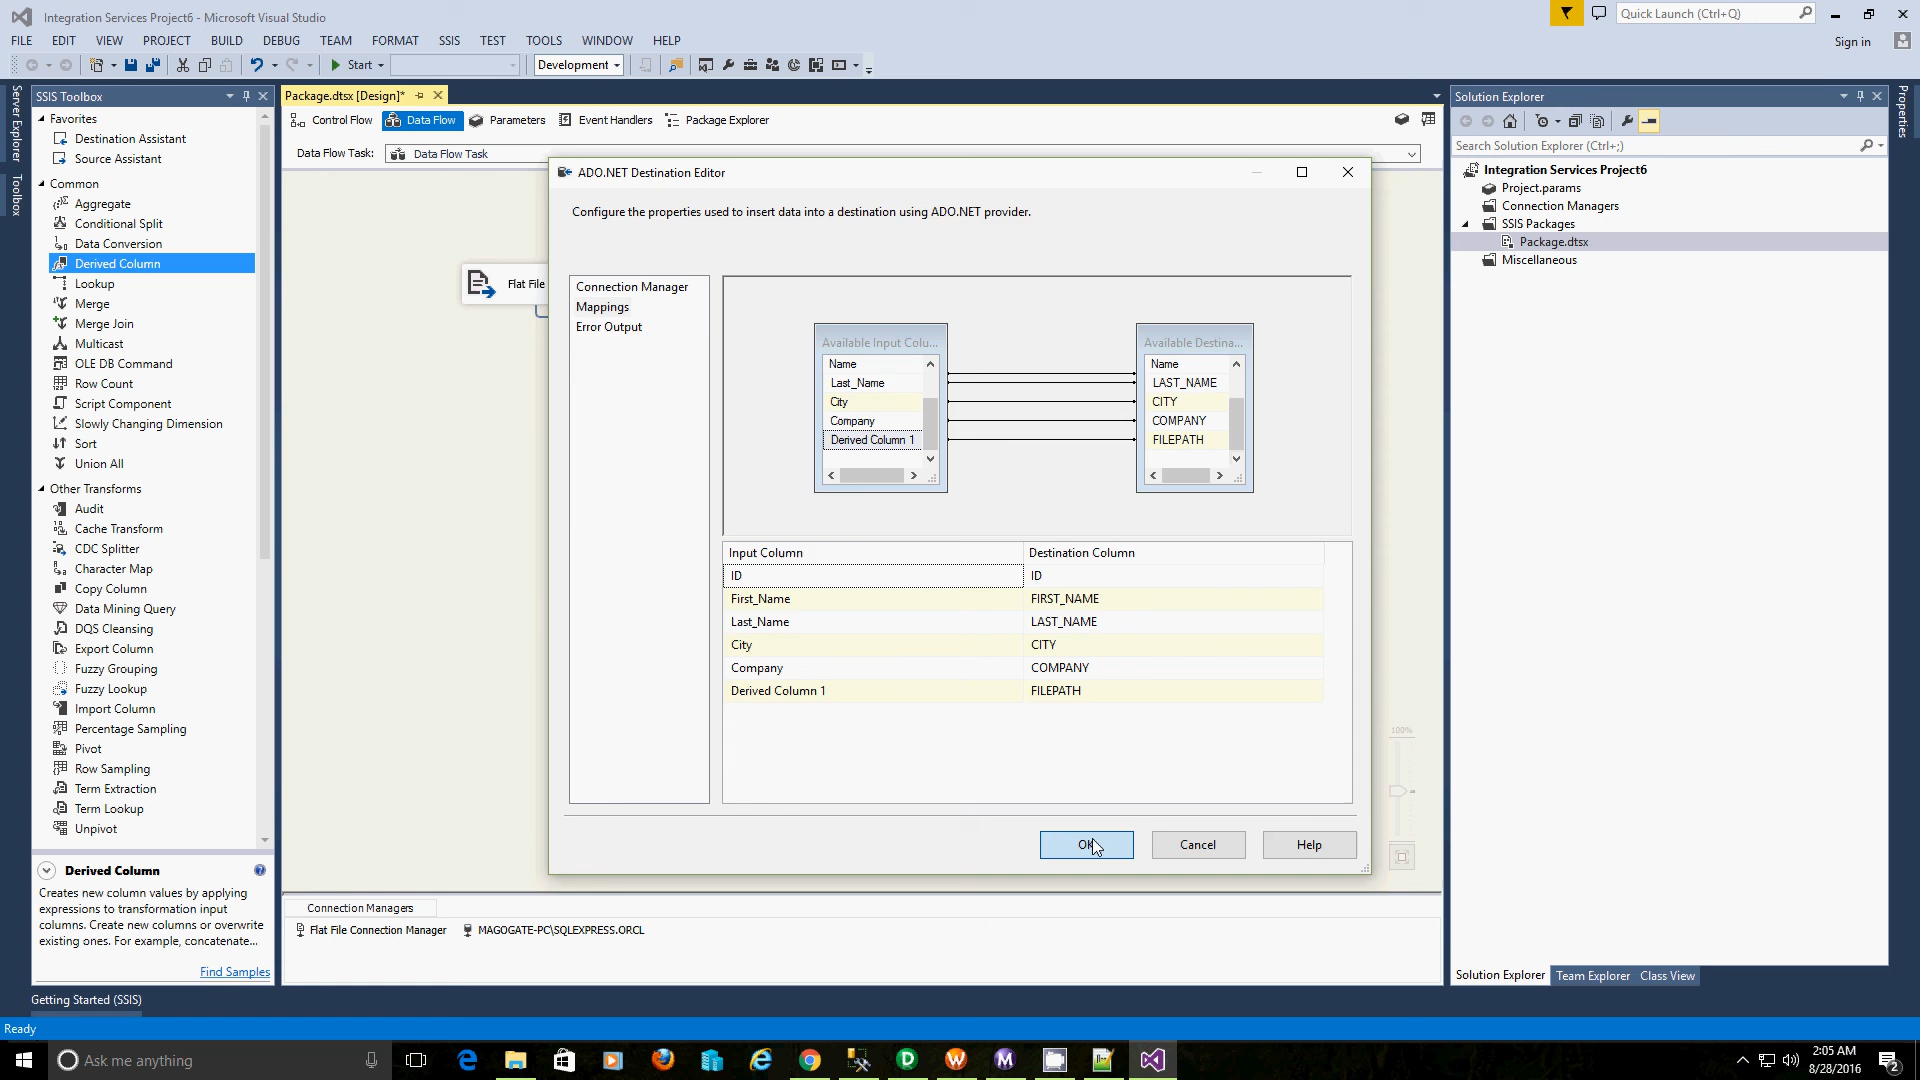 Integration Services Project6 - Microsoft Visual Studio
Quick Launch (Ctrl+Q)
FILE EDIT VIEW PROJECT BUILD DEBUG TEAM FORMAT SSIS TEST TOOLS WINDOW HELP
Sign in
Start
Development
Server Explorer
Toolbox
SSIS Toolbox
Favorites
Destination Assistant
Source Assistant
Common
Aggregate
Conditional Split
Data Conversion
Derived Column
Lookup
Merge
Merge Join
Multicast
OLE DB Command
Row Count
Script Component
Slowly Changing Dimension
Sort
Union All
Other Transforms
Audit
Cache Transform
CDC Splitter
Character Map
Copy Column
Data Mining Query
DQS Cleansing
Export Column
Fuzzy Grouping
Fuzzy Lookup
Import Column
Percentage Sampling
Pivot
Row Sampling
Term Extraction
Term Lookup
Unpivot
Derived Column
Creates new column values by applying
expressions to transformation input
columns. Create new columns or overwrite
existing ones. For example, concatenate...
Find Samples
Getting Started (SSIS)
Package.dtsx [Design]*
Control Flow Data Flow Parameters Event Handlers Package Explorer
Data Flow Task: Data Flow Task
Flat File
ADO.NET Destination Editor
Configure the properties used to insert data into a destination using ADO.NET provider.
Connection Manager
Mappings
Error Output
Available Input Colu...
Name
Last_Name
City
Company
Derived Column 1
Available Destina...
Name
LAST_NAME
CITY
COMPANY
FILEPATH
Input Column Destination Column
ID ID
First_Name FIRST_NAME
Last_Name LAST_NAME
City CITY
Company COMPANY
Derived Column 1 FILEPATH
OK Cancel Help
100%
Connection Managers
Flat File Connection Manager MAGOGATE-PC\SQLEXPRESS.ORCL
Solution Explorer
Search Solution Explorer (Ctrl+;)
Integration Services Project6
Project.params
Connection Managers
SSIS Packages
Package.dtsx
Miscellaneous
Solution Explorer Team Explorer Class View
Properties
Ready
Ask me anything
2:05 AM
8/28/2016
2